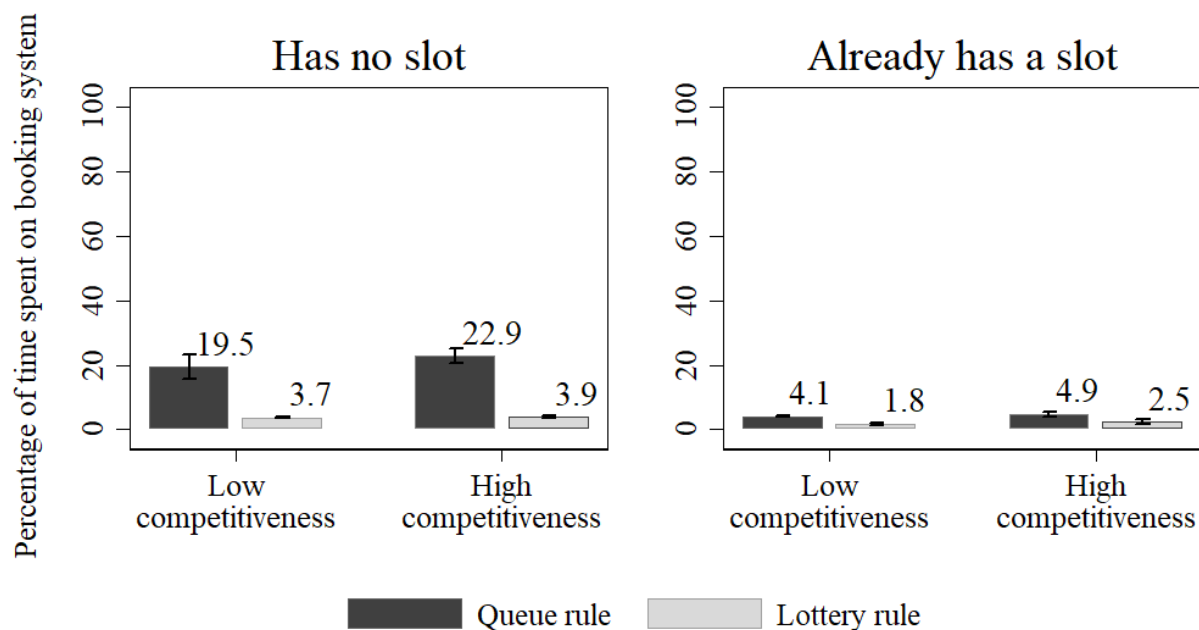 Percentage of time spent on booking system
Has no slot
100
80
60
40
20
0
19.5
3.7
22.9
3.9
Low
competitiveness
High
competitiveness
Already has a slot
100
80
60
40
20
0
4.1
1.8
4.9
2.5
Low
competitiveness
High
competitiveness
Queue rule
Lottery rule